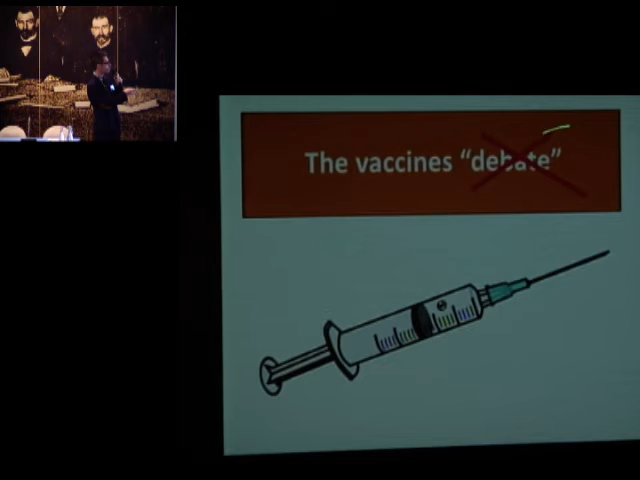 The vaccines “debate”